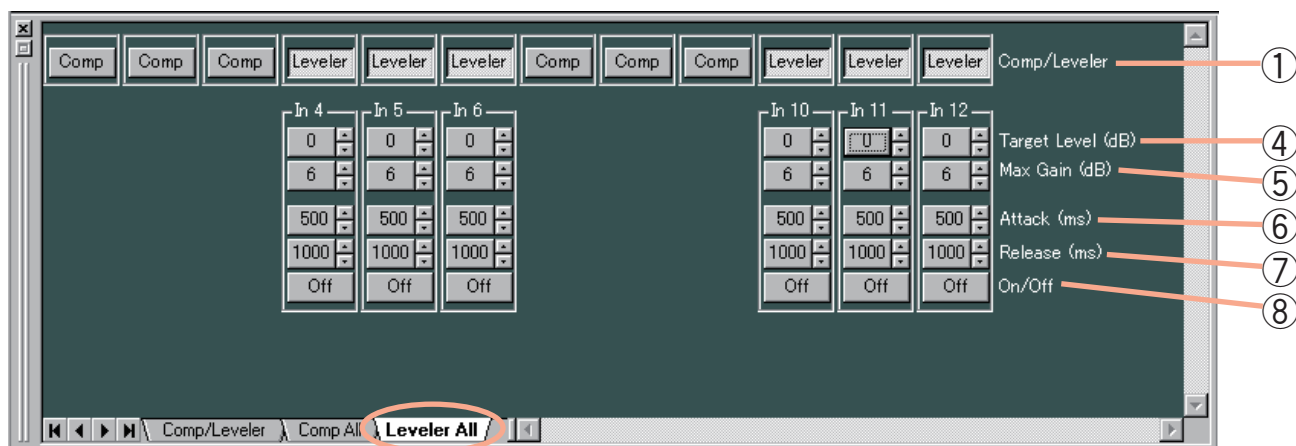 Comp Comp Comp Leveler Leveler Leveler Comp Comp Comp Leveler Leveler Leveler Comp/Leveler ①
In 4 In 5 In 6 In 10 In 11 In 12
0 0 0 0 0 0 Target Level (dB) ④
6 6 6 6 6 6 Max Gain (dB) ⑤
500 500 500 500 500 500 Attack (ms) ⑥
1000 1000 1000 1000 1000 1000 Release (ms) ⑦
Off Off Off Off Off Off On/Off ⑧
Comp/Leveler Comp All Leveler All